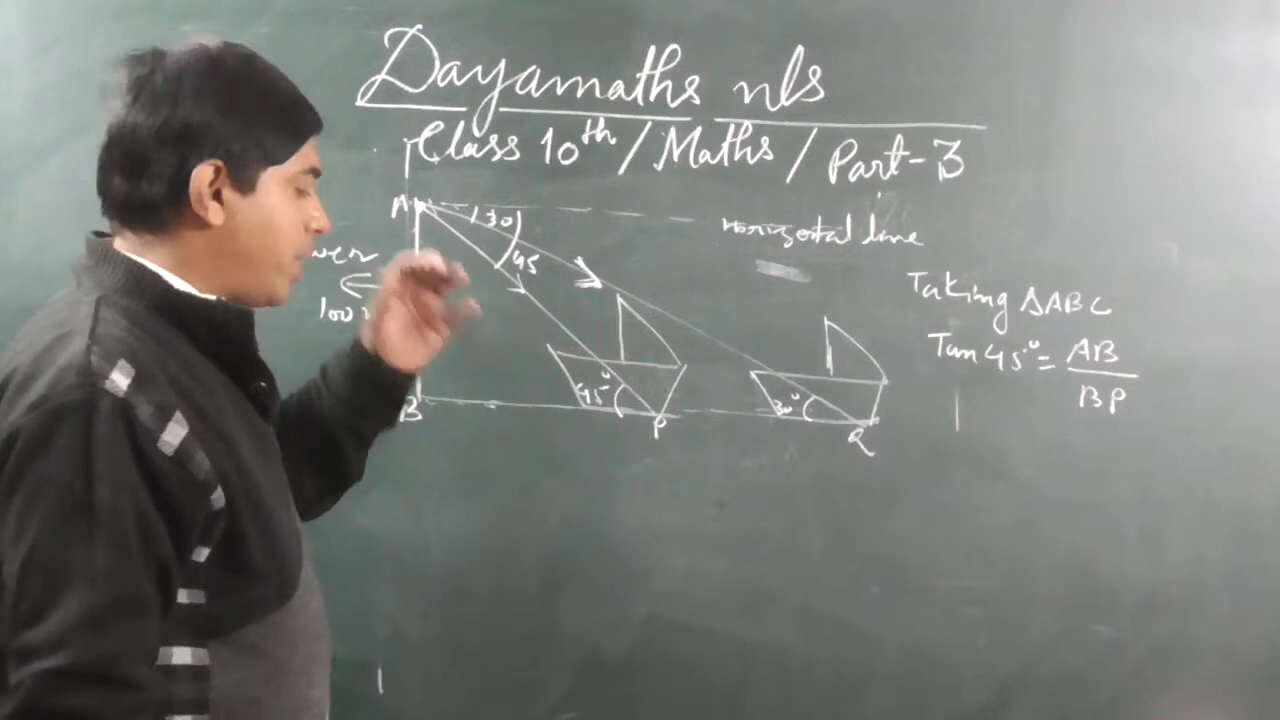 Dayamaths nls
Class 10th / Maths / Part-3
A
30
Horizontal line
45
100
Taking ΔABC
Tan 45° = AB
BP
45°
30°
B
P
Q